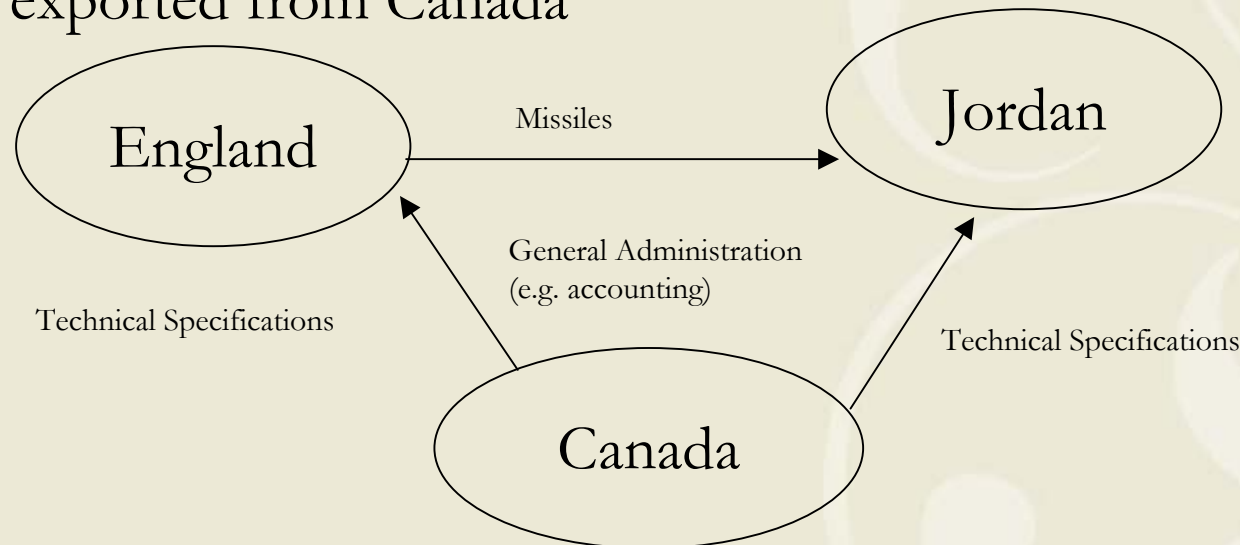 exported from Canada
Jordan
Missiles
England
General Administration
(e.g. accounting)
Technical Specifications
Technical Specifications
Canada